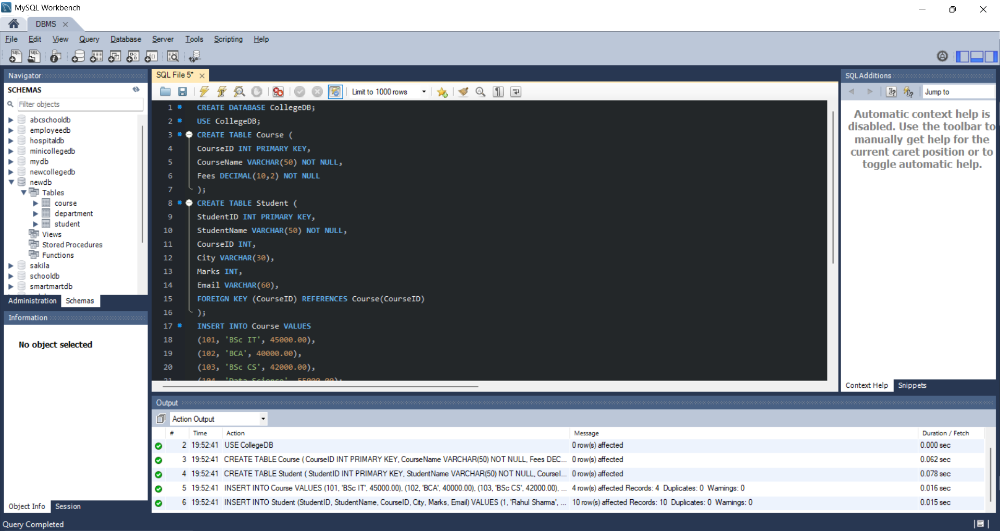 MySQL Workbench
DBMS
File Edit View Query Database Server Tools Scripting Help
Navigator
SCHEMAS
Filter objects
abcschooldb
employeedb
hospitaldb
minicollegedb
mydb
newcollegedb
newdb
Tables
course
department
student
Views
Stored Procedures
Functions
sakila
schooldb
smartmartdb
Administration Schemas
Information
No object selected
Object Info Session
SQL File 5*
Limit to 1000 rows
1 CREATE DATABASE CollegeDB;
2 USE CollegeDB;
3 CREATE TABLE Course (
4 CourseID INT PRIMARY KEY,
5 CourseName VARCHAR(50) NOT NULL,
6 Fees DECIMAL(10,2) NOT NULL
7 );
8 CREATE TABLE Student (
9 StudentID INT PRIMARY KEY,
10 StudentName VARCHAR(50) NOT NULL,
11 CourseID INT,
12 City VARCHAR(30),
13 Marks INT,
14 Email VARCHAR(60),
15 FOREIGN KEY (CourseID) REFERENCES Course(CourseID)
16 );
17 INSERT INTO Course VALUES
18 (101, 'BSc IT', 45000.00),
19 (102, 'BCA', 40000.00),
20 (103, 'BSc CS', 42000.00),
21 (104, 'Data Science', 55000.00);
SQLAdditions
Jump to
Automatic context help is
disabled. Use the toolbar to
manually get help for the
current caret position or to
toggle automatic help.
Context Help Snippets
Output
Action Output
# Time Action Message Duration / Fetch
2 19:52:41 USE CollegeDB 0 row(s) affected 0.000 sec
3 19:52:41 CREATE TABLE Course ( CourseID INT PRIMARY KEY, CourseName VARCHAR(50) NOT NULL, Fees DEC... 0 row(s) affected 0.062 sec
4 19:52:41 CREATE TABLE Student ( StudentID INT PRIMARY KEY, StudentName VARCHAR(50) NOT NULL, CourseI... 0 row(s) affected 0.078 sec
5 19:52:41 INSERT INTO Course VALUES (101, 'BSc IT', 45000.00), (102, 'BCA', 40000.00), (103, 'BSc CS', 42000.00), ... 4 row(s) affected Records: 4 Duplicates: 0 Warnings: 0 0.016 sec
6 19:52:41 INSERT INTO Student (StudentID, StudentName, CourseID, City, Marks, Email) VALUES (1, 'Rahul Sharma', ... 10 row(s) affected Records: 10 Duplicates: 0 Warnings: 0 0.015 sec
Query Completed